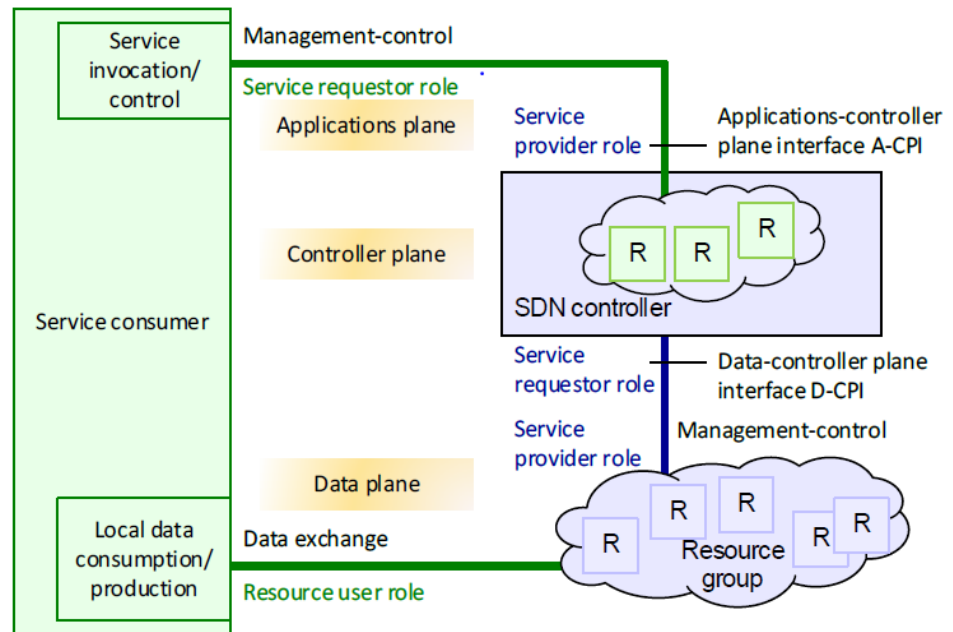 Service
invocation/
control
Management-control
Service requestor role
Applications plane
Service
provider role
Applications-controller
plane interface A-CPI
R
R
R
Controller plane
SDN controller
Service consumer
Service
requestor role
Data-controller plane
interface D-CPI
Service
provider role
Management-control
Data plane
R
R
R
R
R
Resource
group
Local data
consumption/
production
Data exchange
Resource user role